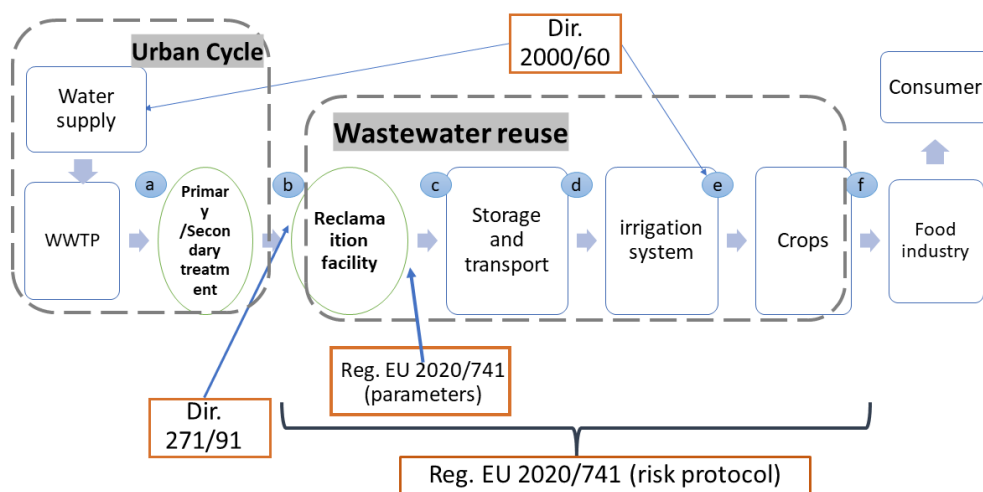 Urban Cycle
Dir.
2000/60
Water
supply
Consumer
Wastewater reuse
a
b
c
d
e
f
WWTP
Primar
y
/Secon
dary
treatm
ent
Reclama
ition
facility
Storage
and
transport
irrigation
system
Crops
Food
industry
Reg. EU 2020/741
(parameters)
Dir.
271/91
Reg. EU 2020/741 (risk protocol)